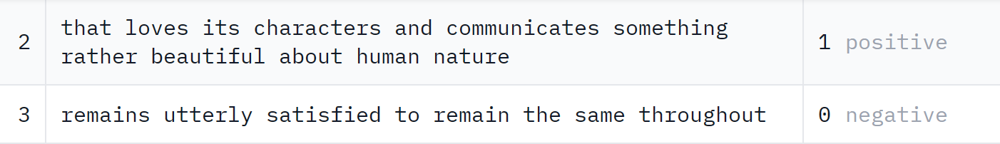 that loves its characters and communicates something
2 1 positive
rather beautiful about human nature
3 remains utterly satisfied to remain the same throughout 0 negative